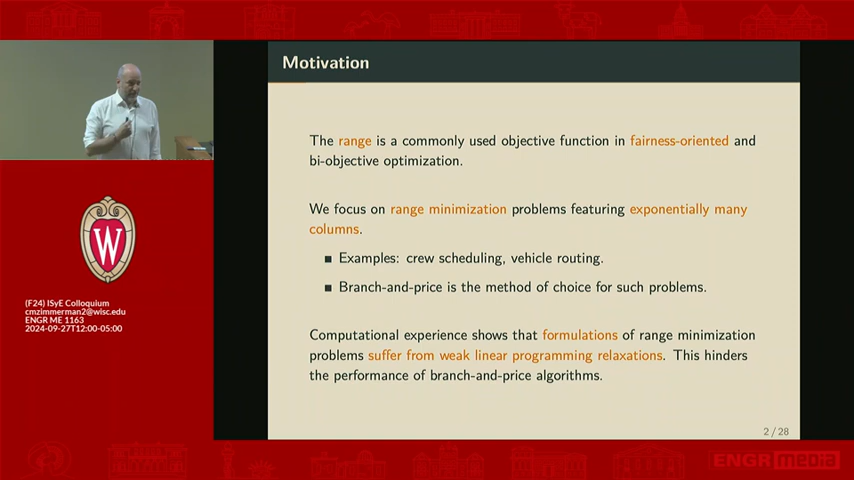 Motivation
The range is a commonly used objective function in fairness-oriented and
bi-objective optimization.
We focus on range minimization problems featuring exponentially many
columns.
Examples: crew scheduling, vehicle routing.
Branch-and-price is the method of choice for such problems.
Computational experience shows that formulations of range minimization
problems suffer from weak linear programming relaxations. This hinders
the performance of branch-and-price algorithms.
2 / 28
W
(F24) ISyE Colloquium
cmzimmerman2@wisc.edu
ENGR ME 1163
2024-09-27T12:00-05:00
ENGR media